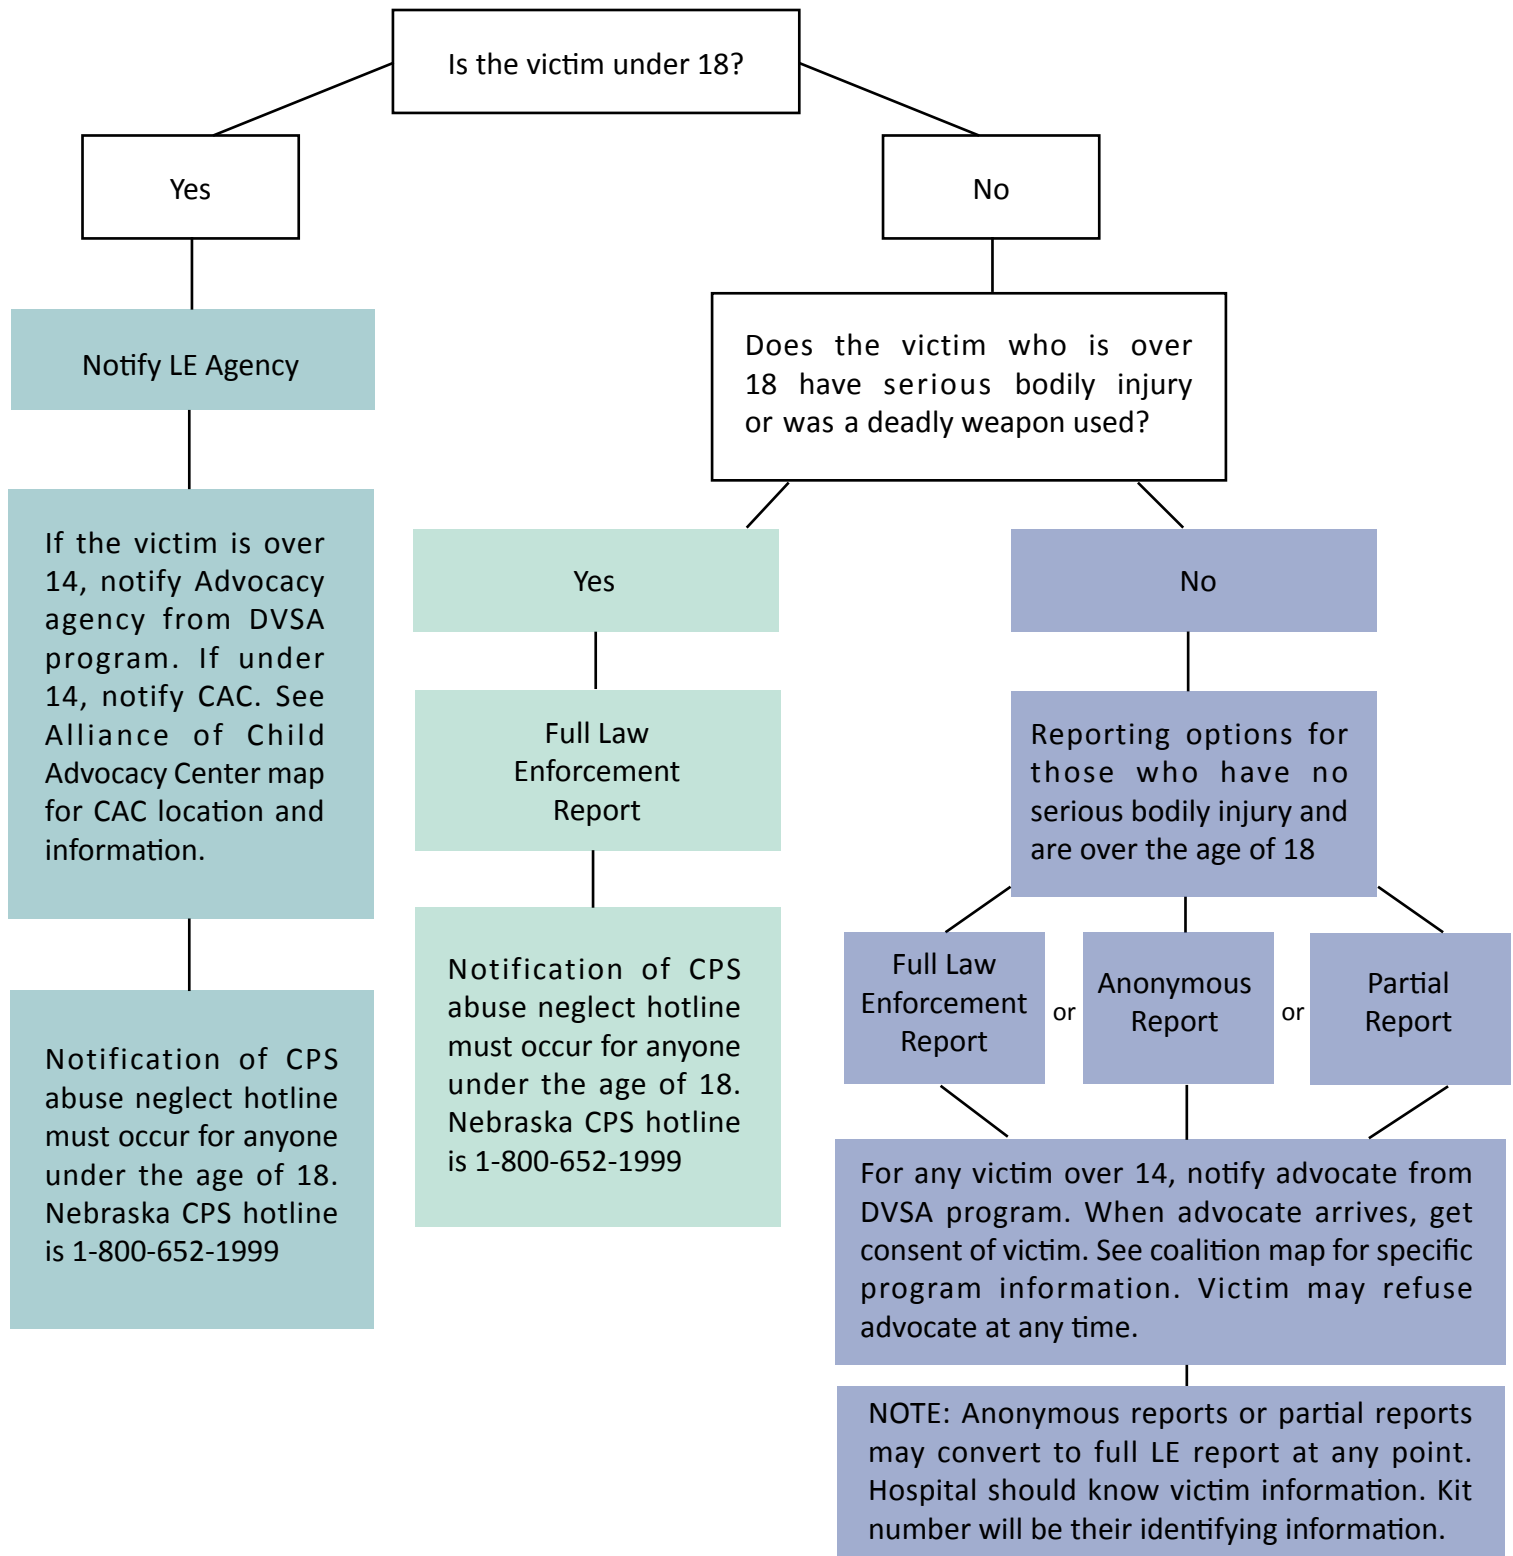 Is the victim under 18?
Yes
No
Notify LE Agency
If the victim is over
14, notify Advocacy
agency from DVSA
program. If under
14, notify CAC. See
Alliance of Child
Advocacy Center map
for CAC location and
information.
Notification of CPS
abuse neglect hotline
must occur for anyone
under the age of 18.
Nebraska CPS hotline
is 1-800-652-1999
Does the victim who is over
18 have serious bodily injury
or was a deadly weapon used?
Yes
Full Law
Enforcement
Report
Notification of CPS
abuse neglect hotline
must occur for anyone
under the age of 18.
Nebraska CPS hotline
is 1-800-652-1999
No
Reporting options for
those who have no
serious bodily injury and
are over the age of 18
Full Law
Enforcement
Report
or
Anonymous
Report
or
Partial
Report
For any victim over 14, notify advocate from
DVSA program. When advocate arrives, get
consent of victim. See coalition map for specific
program information. Victim may refuse
advocate at any time.
NOTE: Anonymous reports or partial reports
may convert to full LE report at any point.
Hospital should know victim information. Kit
number will be their identifying information.